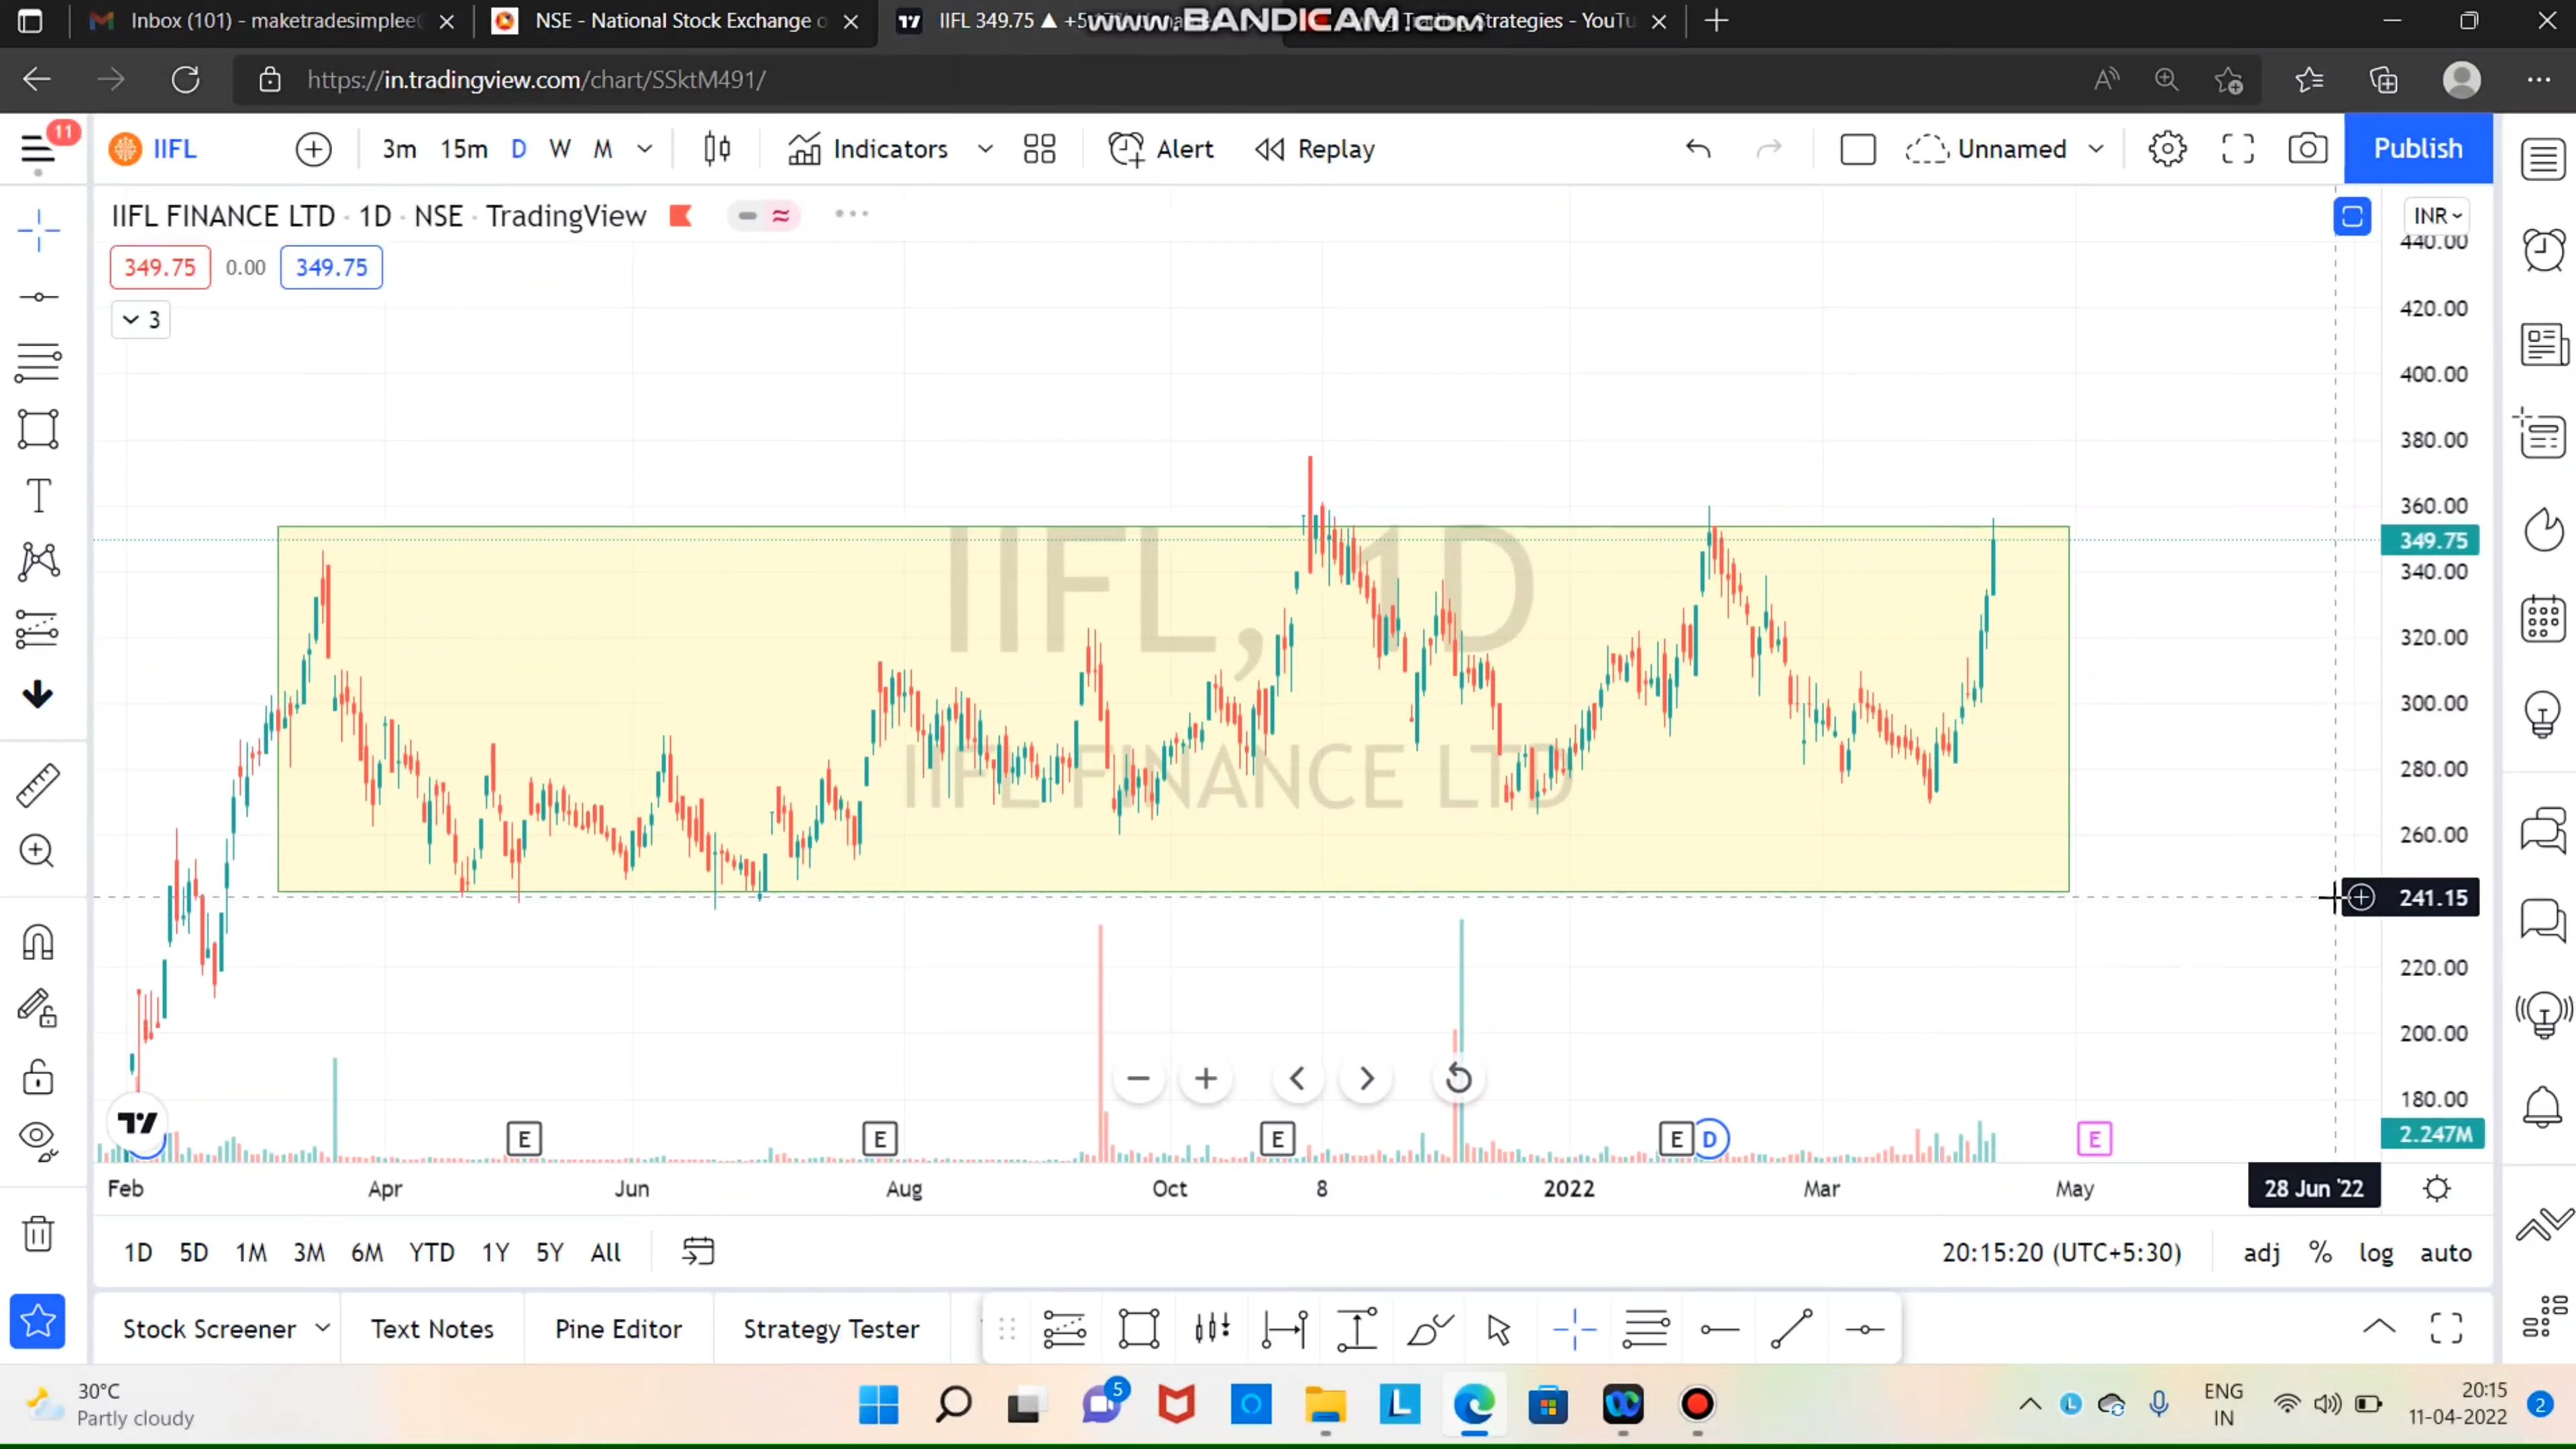 Inbox (101) - maketradesimplee
NSE - National Stock Exchange o
IIFL 349.75 ▲
www.BANDICAM.com
Trading Strategies - YouTu
https://in.tradingview.com/chart/SSktM491/
11
IIFL
3m 15m D W M
Indicators
Alert
Replay
Unnamed
Publish
IIFL FINANCE LTD · 1D · NSE · TradingView
INR
349.75 0.00 349.75
3
440.00
420.00
400.00
380.00
360.00
349.75
340.00
320.00
300.00
280.00
260.00
241.15
220.00
200.00
180.00
2.247M
IIFL, 1D
IIFL FINANCE LTD
E E E E D E
Feb Apr Jun Aug Oct 8 2022 Mar May 28 Jun '22
1D 5D 1M 3M 6M YTD 1Y 5Y All
20:15:20 (UTC+5:30) adj % log auto
Stock Screener Text Notes Pine Editor Strategy Tester
30°C
Partly cloudy
5
L
ENG
IN
20:15
11-04-2022
2